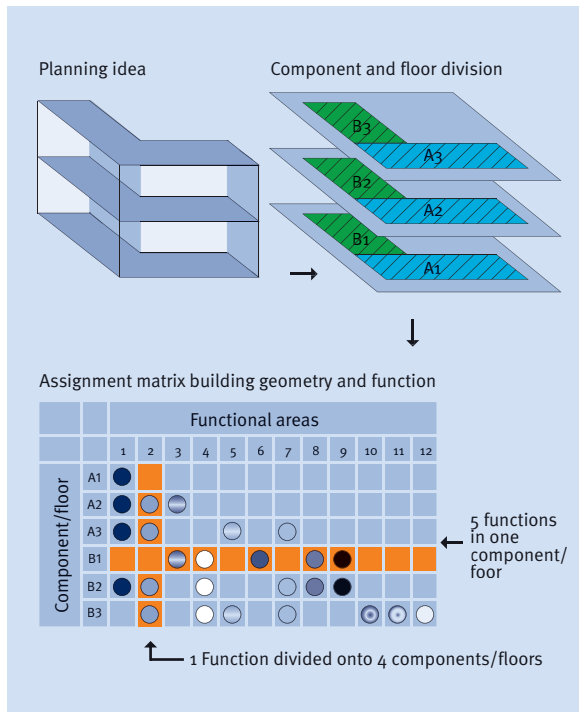 Planning idea
Component and floor division
B3
A3
B2
A2
B1
A1
Assignment matrix building geometry and function
Functional areas
1 2 3 4 5 6 7 8 9 10 11 12
Component/floor
A1
A2
A3
B1
B2
B3
5 functions
in one
component/
foor
1 Function divided onto 4 components/floors